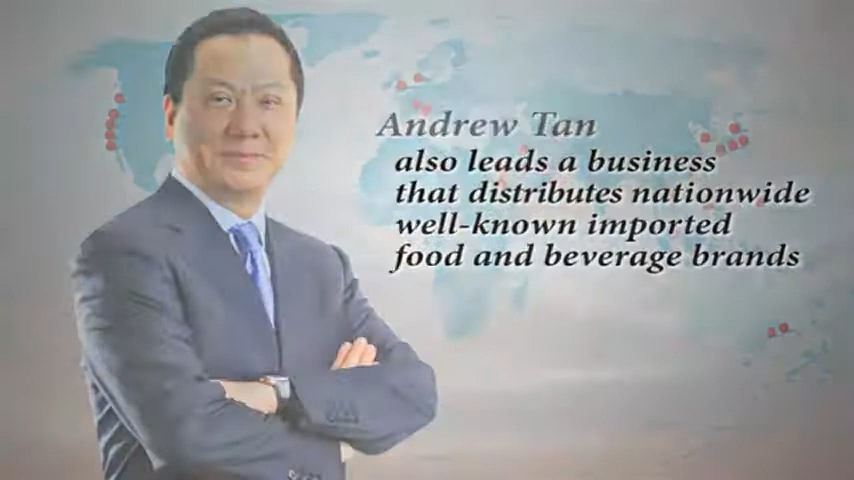 Andrew Tan
also leads a business
that distributes nationwide
well-known imported
food and beverage brands